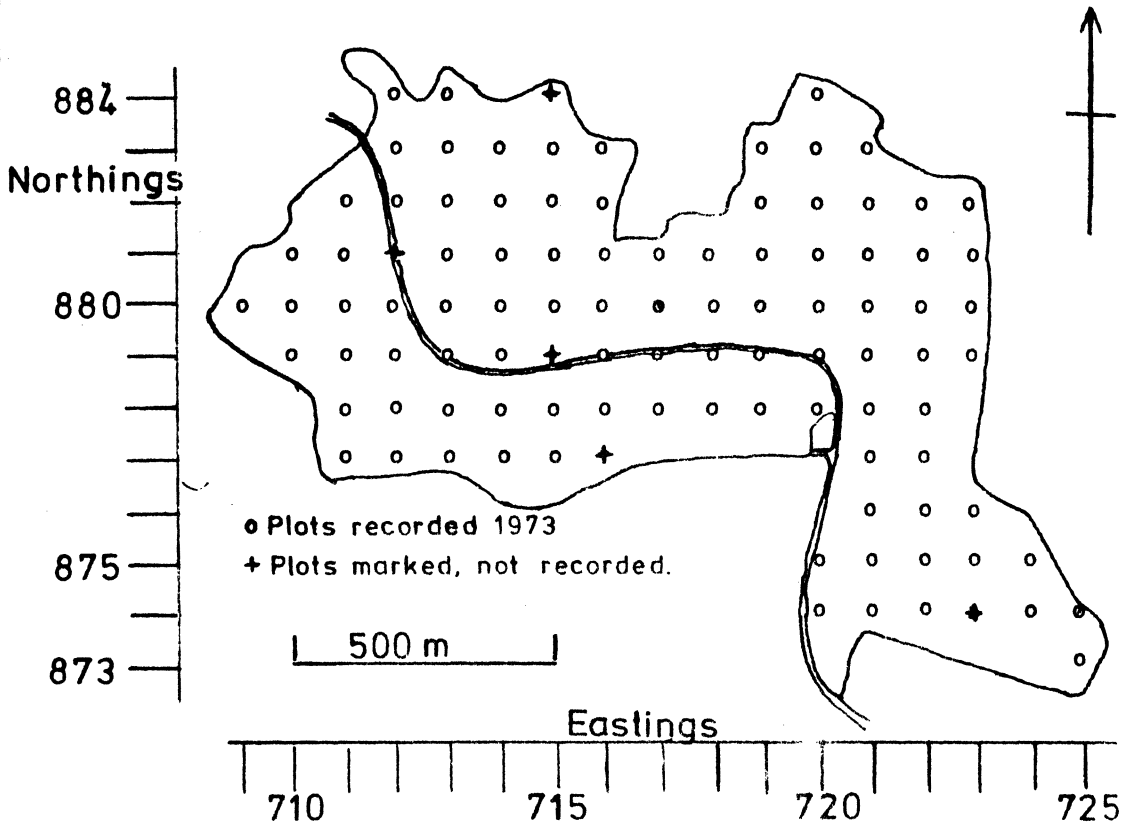 884
Northings
880
875
873
o Plots recorded 1973
+ Plots marked, not recorded.
500 m
Eastings
710 715 720 725